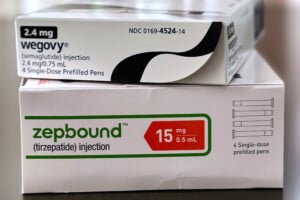 2.4 mg
NDC 0169-4524-14
wegovy®
(semaglutide) injection
2.4 mg/0.75 mL
4 Single-Dose Prefilled Pens
zepbound™
(tirzepatide) injection
15 mg
0.5 mL
4 Single-Dose
prefilled pens